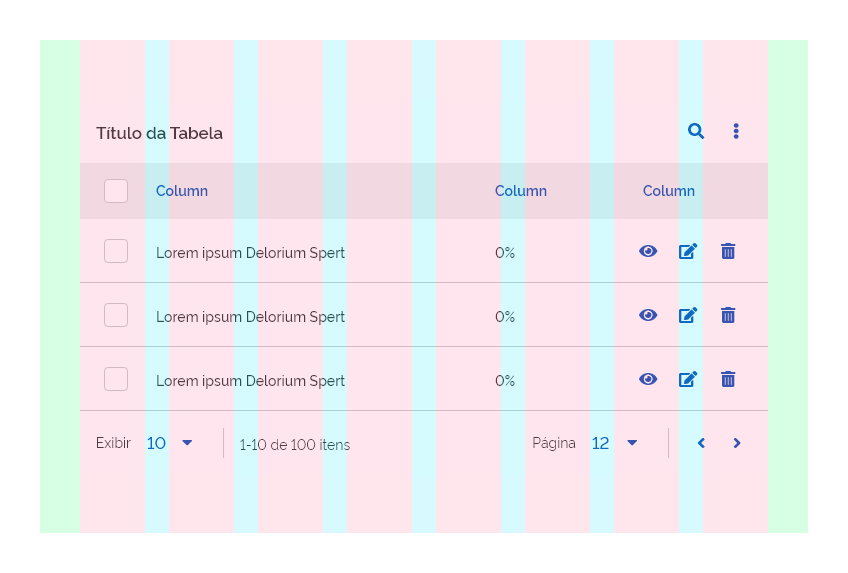 Título da Tabela
Column Column Column
Lorem ipsum Delorium Spert 0%
Lorem ipsum Delorium Spert 0%
Lorem ipsum Delorium Spert 0%
Exibir 10 1-10 de 100 itens Página 12